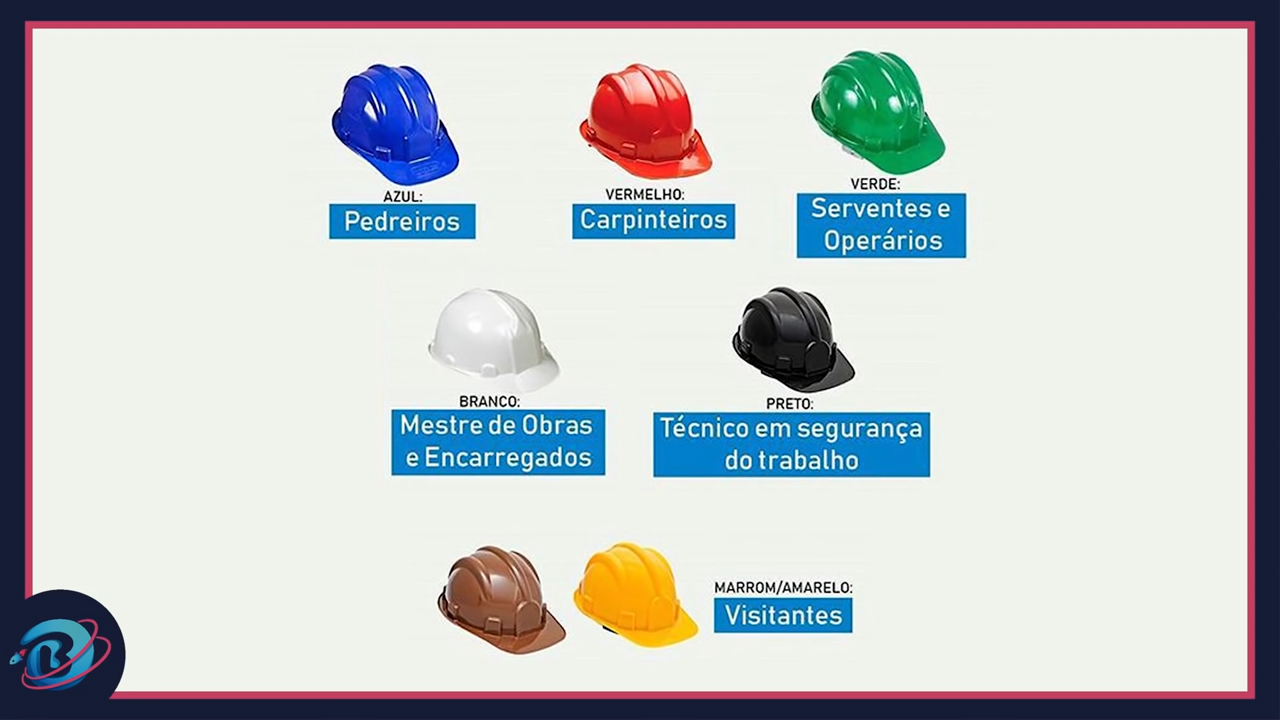 AZUL:
Pedreiros
VERMELHO:
Carpinteiros
VERDE:
Serventes e
Operários
BRANCO:
Mestre de Obras
e Encarregados
PRETO:
Técnico em segurança
do trabalho
MARROM/AMARELO:
Visitantes